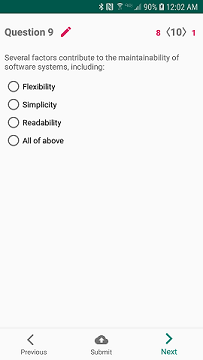 90% 12:02 AM
Question 9 8 〈10〉 1
Several factors contribute to the maintainability of
software systems, including:
Flexibility
Simplicity
Readability
All of above
Previous Submit Next